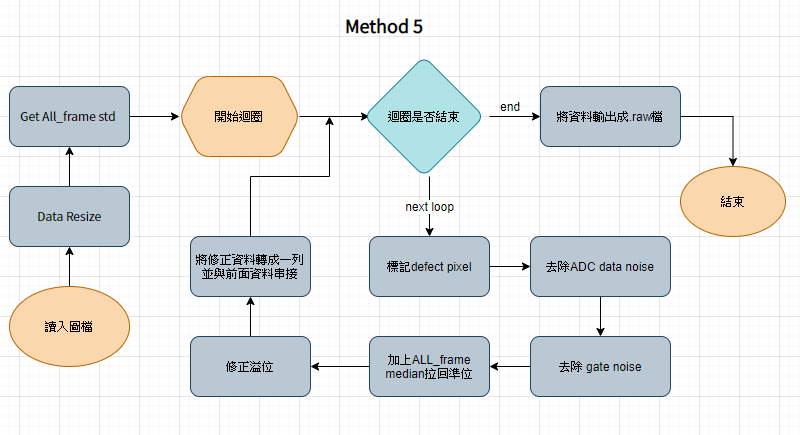 Method 5
Get All_frame std
開始迴圈
迴圈是否結束
end
將資料輸出成.raw檔
Data Resize
結束
next loop
將修正資料轉成一列
並與前面資料串接
標記defect pixel
去除ADC data noise
讀入圖檔
修正溢位
加上ALL_frame
median拉回準位
去除 gate noise